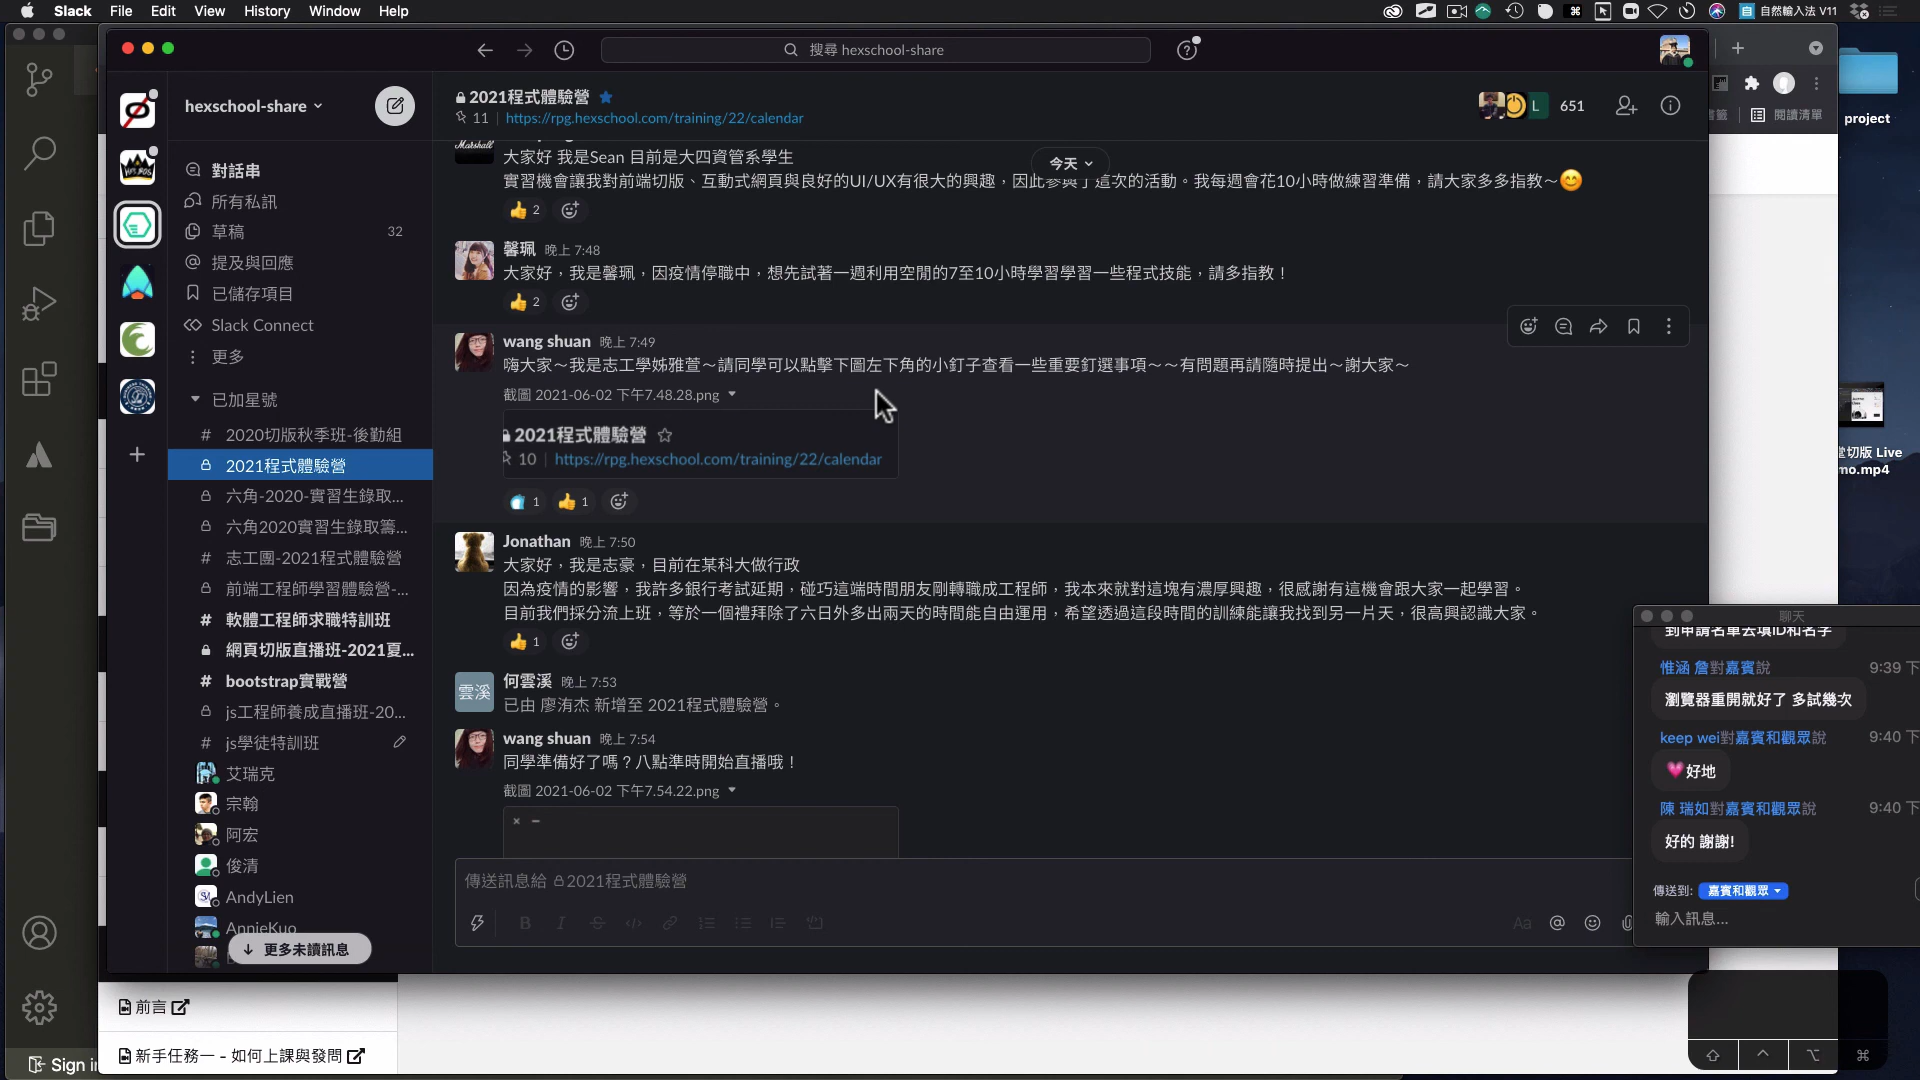 Slack File Edit View History Window Help
自然輸入法 V11
搜尋 hexschool-share
hexschool-share
對話串
所有私訊
草稿 32
提及與回應
已儲存項目
Slack Connect
更多
已加星號
# 2020切版秋季班-後勤組
2021程式體驗營
六角-2020-實習生錄取...
六角2020實習生錄取籌...
# 志工團-2021程式體驗營
前端工程師學習體驗營-...
# 軟體工程師求職特訓班
網頁切版直播班-2021夏...
# bootstrap實戰營
js工程師養成直播班-20...
# js學徒特訓班
艾瑞克
宗翰
阿宏
俊清
AndyLien
AnnieKuo
更多未讀訊息
2021程式體驗營
11 | https://rpg.hexschool.com/training/22/calendar
651
今天
大家好 我是Sean 目前是大四資管系學生
實習機會讓我對前端切版、互動式網頁與良好的UI/UX有很大的興趣，因此參與了這次的活動。我每週會花10小時做練習準備，請大家多多指教～😊
👍 2
馨珮 晚上 7:48
大家好，我是馨珮，因疫情停職中，想先試著一週利用空閒的7至10小時學習學習一些程式技能，請多指教！
👍 2
wang shuan 晚上 7:49
嗨大家～我是志工學姊雅萱～請同學可以點擊下圖左下角的小釘子查看一些重要釘選事項～～有問題再請隨時提出～謝大家～
截圖 2021-06-02 下午7.48.28.png
2021程式體驗營
10 | https://rpg.hexschool.com/training/22/calendar
1 👍 1
Jonathan 晚上 7:50
大家好，我是志豪，目前在某科大做行政
因為疫情的影響，我許多銀行考試延期，碰巧這端時間朋友剛轉職成工程師，我本來就對這塊有濃厚興趣，很感謝有這機會跟大家一起學習。
目前我們採分流上班，等於一個禮拜除了六日外多出兩天的時間能自由運用，希望透過這段時間的訓練能讓我找到另一片天，很高興認識大家。
👍 1
雲溪
何雲溪 晚上 7:53
已由 廖洧杰 新增至 2021程式體驗營。
wang shuan 晚上 7:54
同學準備好了嗎？八點準時開始直播哦！
截圖 2021-06-02 下午7.54.22.png
傳送訊息給 2021程式體驗營
Aa
閱讀清單
project
堂切版 Live
mo.mp4
聊天
到申請名單去填ID和名字
惟涵 詹對嘉賓說 9:39 下
瀏覽器重開就好了 多試幾次
keep wei對嘉賓和觀眾說 9:40 下
💗好地
陳 瑞如對嘉賓和觀眾說 9:40 下
好的 謝謝!
傳送到: 嘉賓和觀眾
輸入訊息...
前言
新手任務一 - 如何上課與發問
Sign in